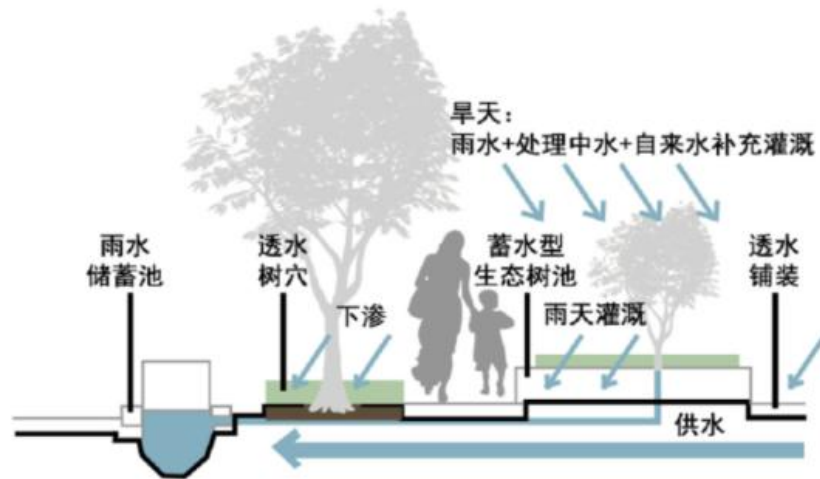 旱天：
雨水+处理中水+自来水补充灌溉
雨水
储蓄池
透水
树穴
蓄水型
生态树池
透水
铺装
下渗
雨天灌溉
供水